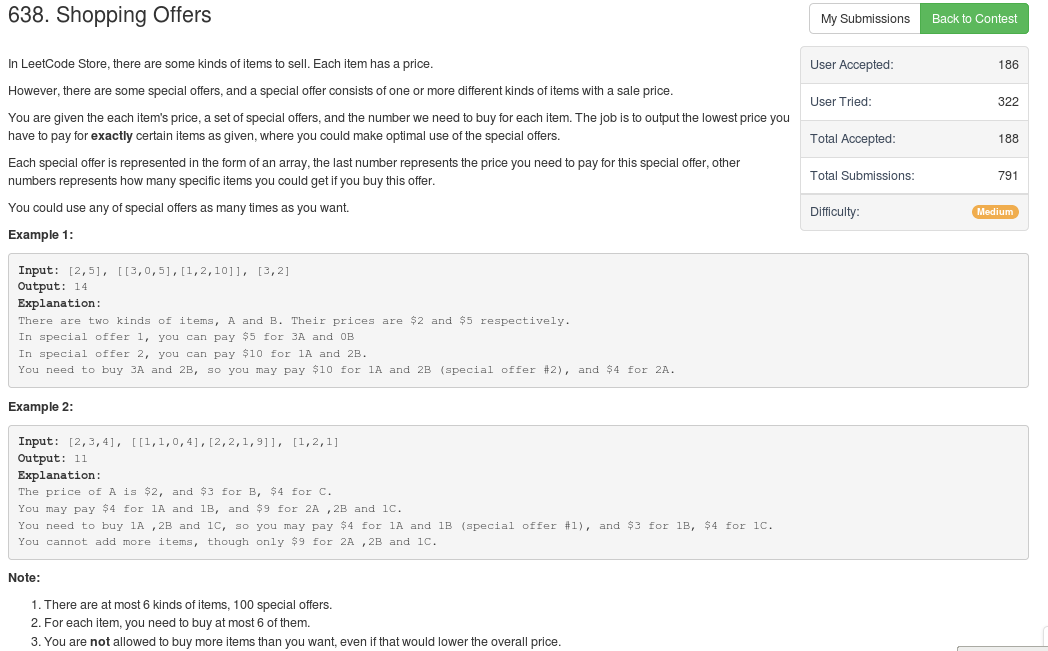 638. Shopping Offers
My Submissions
Back to Contest
In LeetCode Store, there are some kinds of items to sell. Each item has a price.
However, there are some special offers, and a special offer consists of one or more different kinds of items with a sale price.
You are given the each item's price, a set of special offers, and the number we need to buy for each item. The job is to output the lowest price you
have to pay for exactly certain items as given, where you could make optimal use of the special offers.
Each special offer is represented in the form of an array, the last number represents the price you need to pay for this special offer, other
numbers represents how many specific items you could get if you buy this offer.
You could use any of special offers as many times as you want.
User Accepted: 186
User Tried: 322
Total Accepted: 188
Total Submissions: 791
Difficulty: Medium
Example 1:
Input: [2,5], [[3,0,5],[1,2,10]], [3,2]
Output: 14
Explanation:
There are two kinds of items, A and B. Their prices are $2 and $5 respectively.
In special offer 1, you can pay $5 for 3A and 0B
In special offer 2, you can pay $10 for 1A and 2B.
You need to buy 3A and 2B, so you may pay $10 for 1A and 2B (special offer #2), and $4 for 2A.
Example 2:
Input: [2,3,4], [[1,1,0,4],[2,2,1,9]], [1,2,1]
Output: 11
Explanation:
The price of A is $2, and $3 for B, $4 for C.
You may pay $4 for 1A and 1B, and $9 for 2A ,2B and 1C.
You need to buy 1A ,2B and 1C, so you may pay $4 for 1A and 1B (special offer #1), and $3 for 1B, $4 for 1C.
You cannot add more items, though only $9 for 2A ,2B and 1C.
Note:
1. There are at most 6 kinds of items, 100 special offers.
2. For each item, you need to buy at most 6 of them.
3. You are not allowed to buy more items than you want, even if that would lower the overall price.